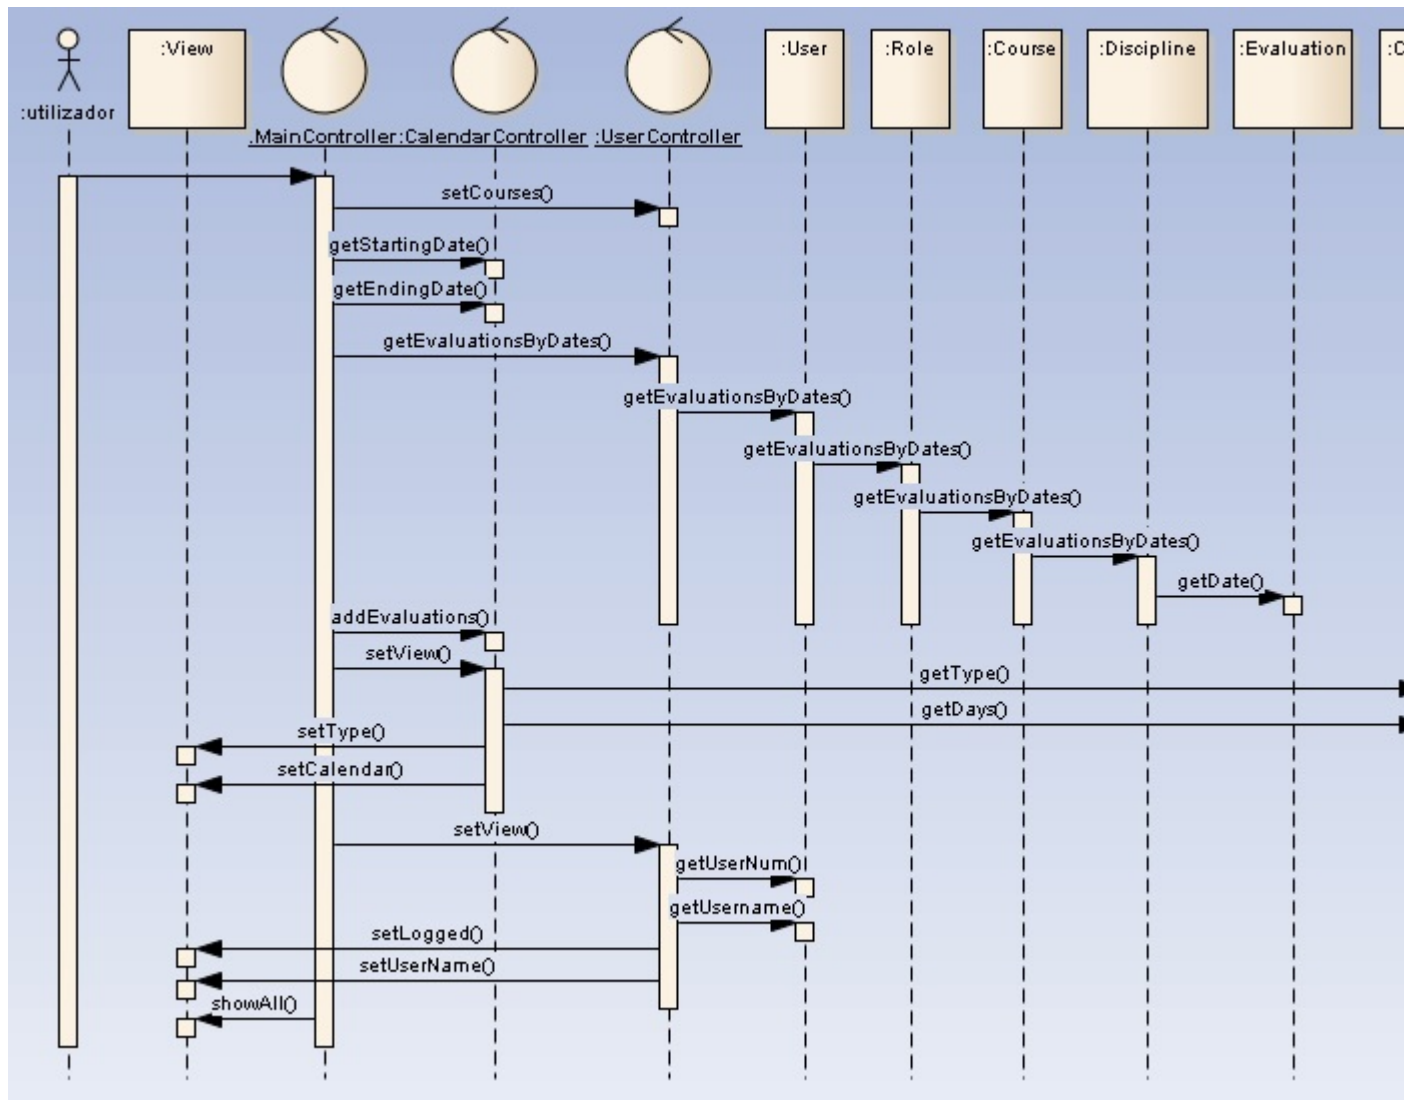 :View
:User
:Role
:Course
:Discipline
:Evaluation
:C
:utilizador
:MainController
:CalendarController
:UserController
setCourses()
getStartingDate()
getEndingDate()
getEvaluationsByDates()
getEvaluationsByDates()
getEvaluationsByDates()
getEvaluationsByDates()
getEvaluationsByDates()
getDate()
addEvaluations()
setView()
getType()
getDays()
setType()
setCalendar()
setView()
getUserNum()
getUsername()
setLogged()
setUserName()
showAll()